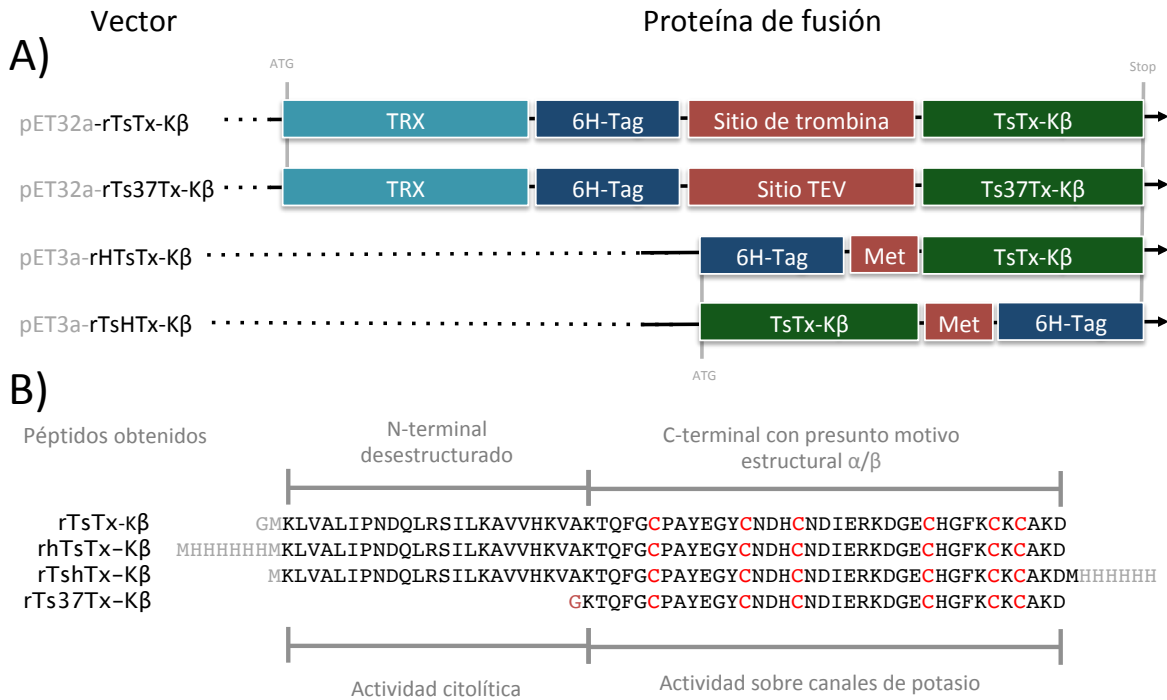 Vector Proteína de fusión
A)
ATG Stop
pET32a-rTsTx-Kβ TRX 6H-Tag Sitio de trombina TsTx-Kβ
pET32a-rTs37Tx-Kβ TRX 6H-Tag Sitio TEV Ts37Tx-Kβ
pET3a-rHTsTx-Kβ 6H-Tag Met TsTx-Kβ
pET3a-rTsHTx-Kβ TsTx-Kβ Met 6H-Tag
ATG
B)
Péptidos obtenidos
N-terminal
desestructurado
C-terminal con presunto motivo
estructural α/β
rTsTx-Kβ GMKLVALIPNDQLRSILKAVVHKVAKTQFGCPAYEGYCNDHCNDIERKDGECHGFKCKCAKD
rhTsTx-Kβ MHHHHHHMKLVALIPNDQLRSILKAVVHKVAKTQFGCPAYEGYCNDHCNDIERKDGECHGFKCKCAKD
rTshTx-Kβ MKLVALIPNDQLRSILKAVVHKVAKTQFGCPAYEGYCNDHCNDIERKDGECHGFKCKCAKDMHHHHHH
rTs37Tx-Kβ GKTQFGCPAYEGYCNDHCNDIERKDGECHGFKCKCAKD
Actividad citolítica Actividad sobre canales de potasio